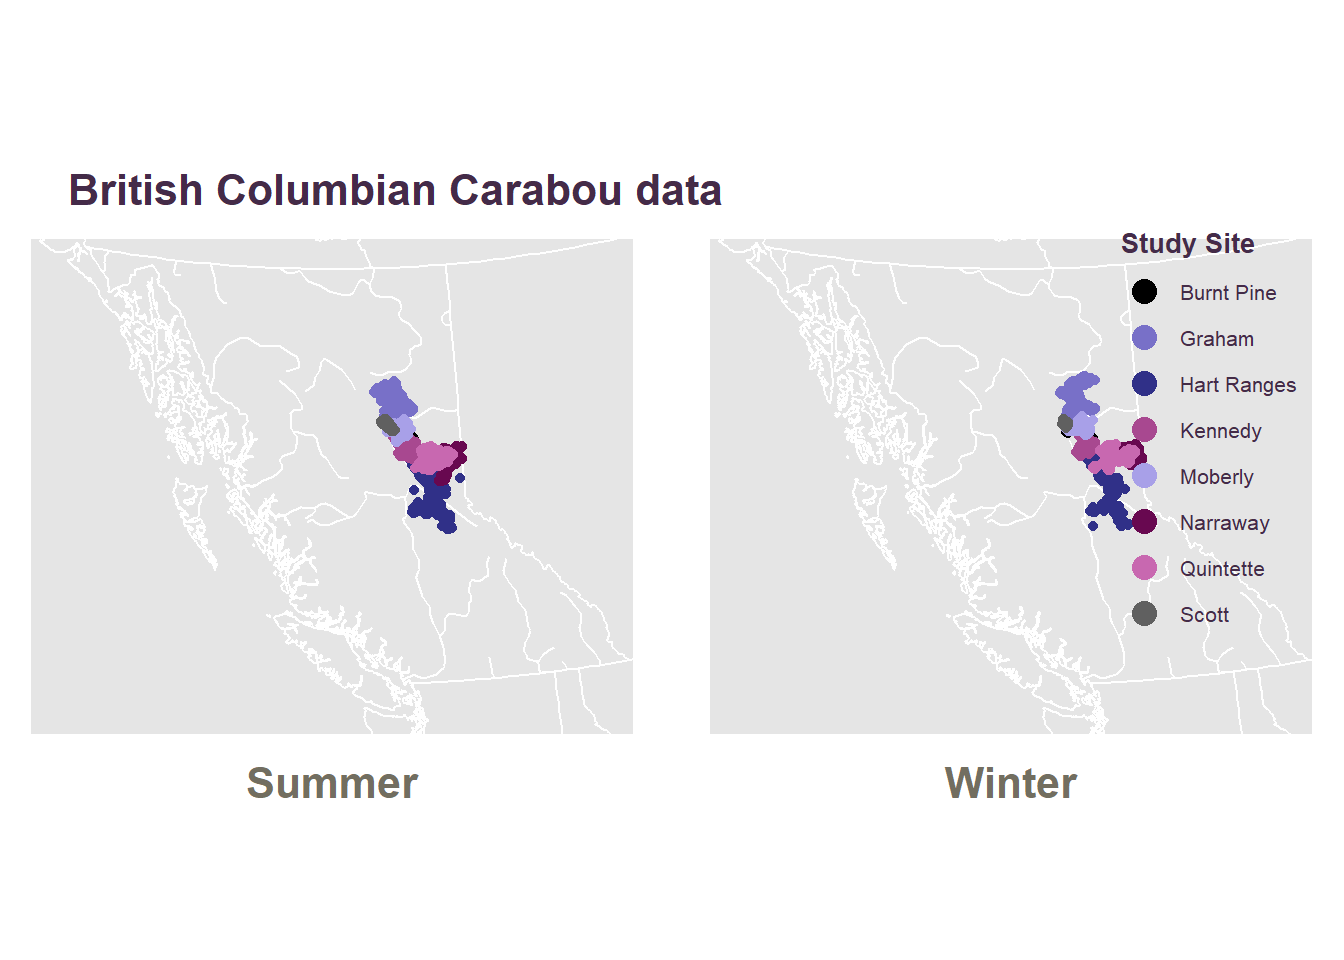 British Columbian Carabou data
Study Site
Burnt Pine
Graham
Hart Ranges
Kennedy
Moberly
Narraway
Quintette
Scott
Summer
Winter